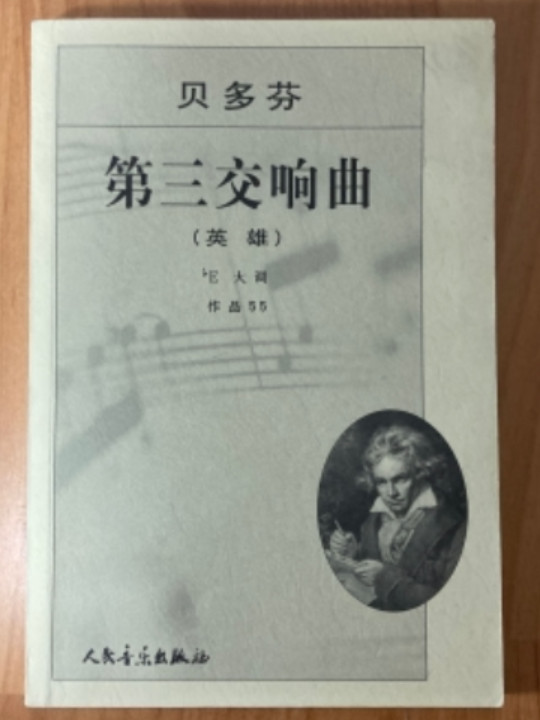 贝多芬
第三交响曲
（英 雄）
♭E 大调
作品55
人民音乐出版社